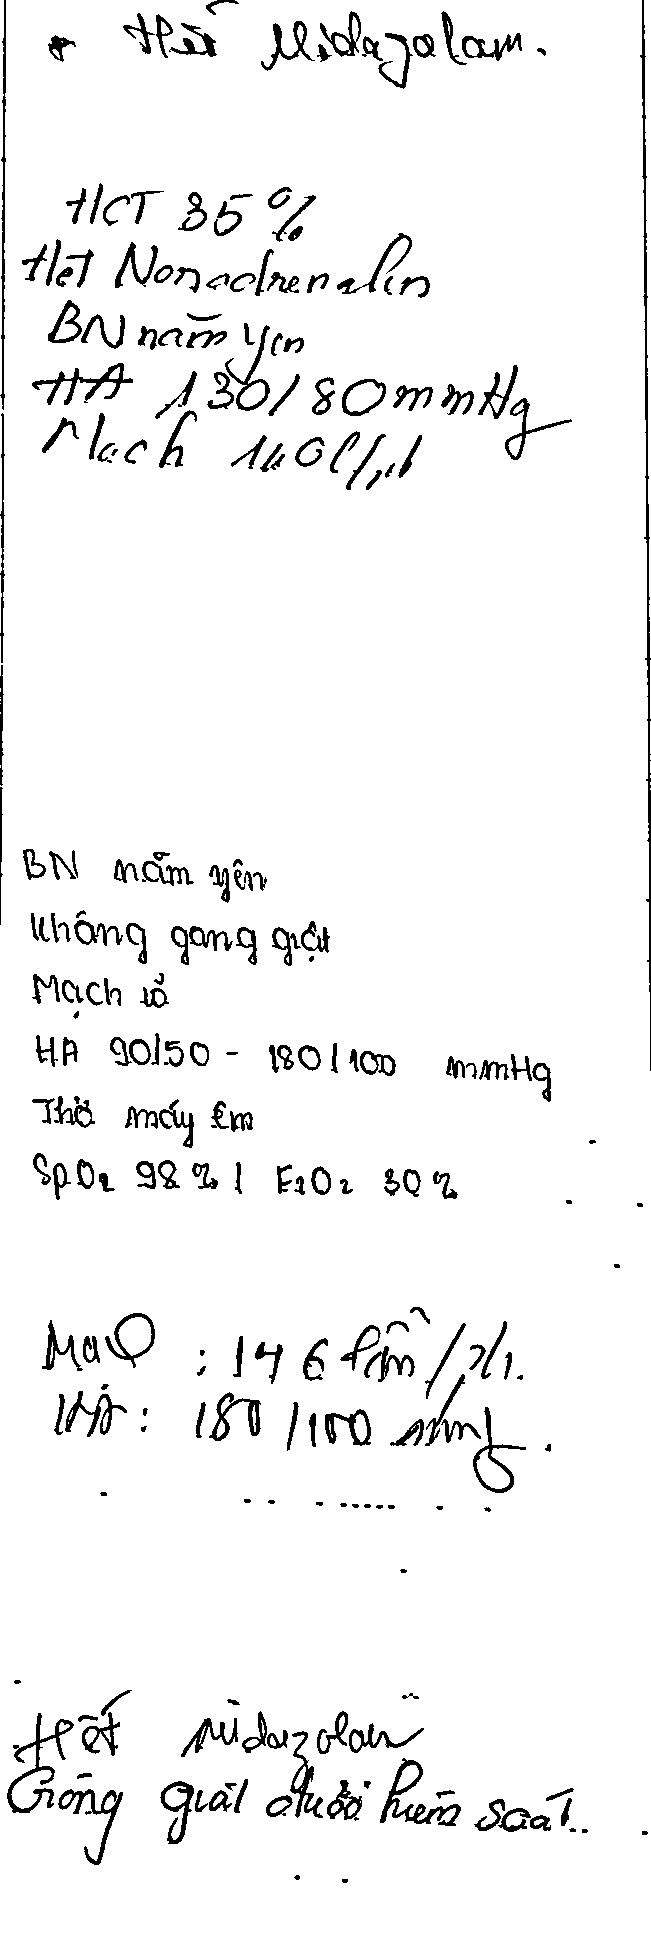 * Hết Midazolam.
HCT 35%
Hết Noradrenalin
BN nằm yên
HA 130/80mmHg
Mạch 140l/ph
BN nằm yên
Không gồng giật
Mạch rõ
HA 90/50 - 180/100 mmHg
Thở máy êm
SpO2 98% / FiO2 30%
Mạch : 146 lần/ph.
HA: 180/100 mmHg.
Hết midazolam
Gồng giật được kiểm soát.